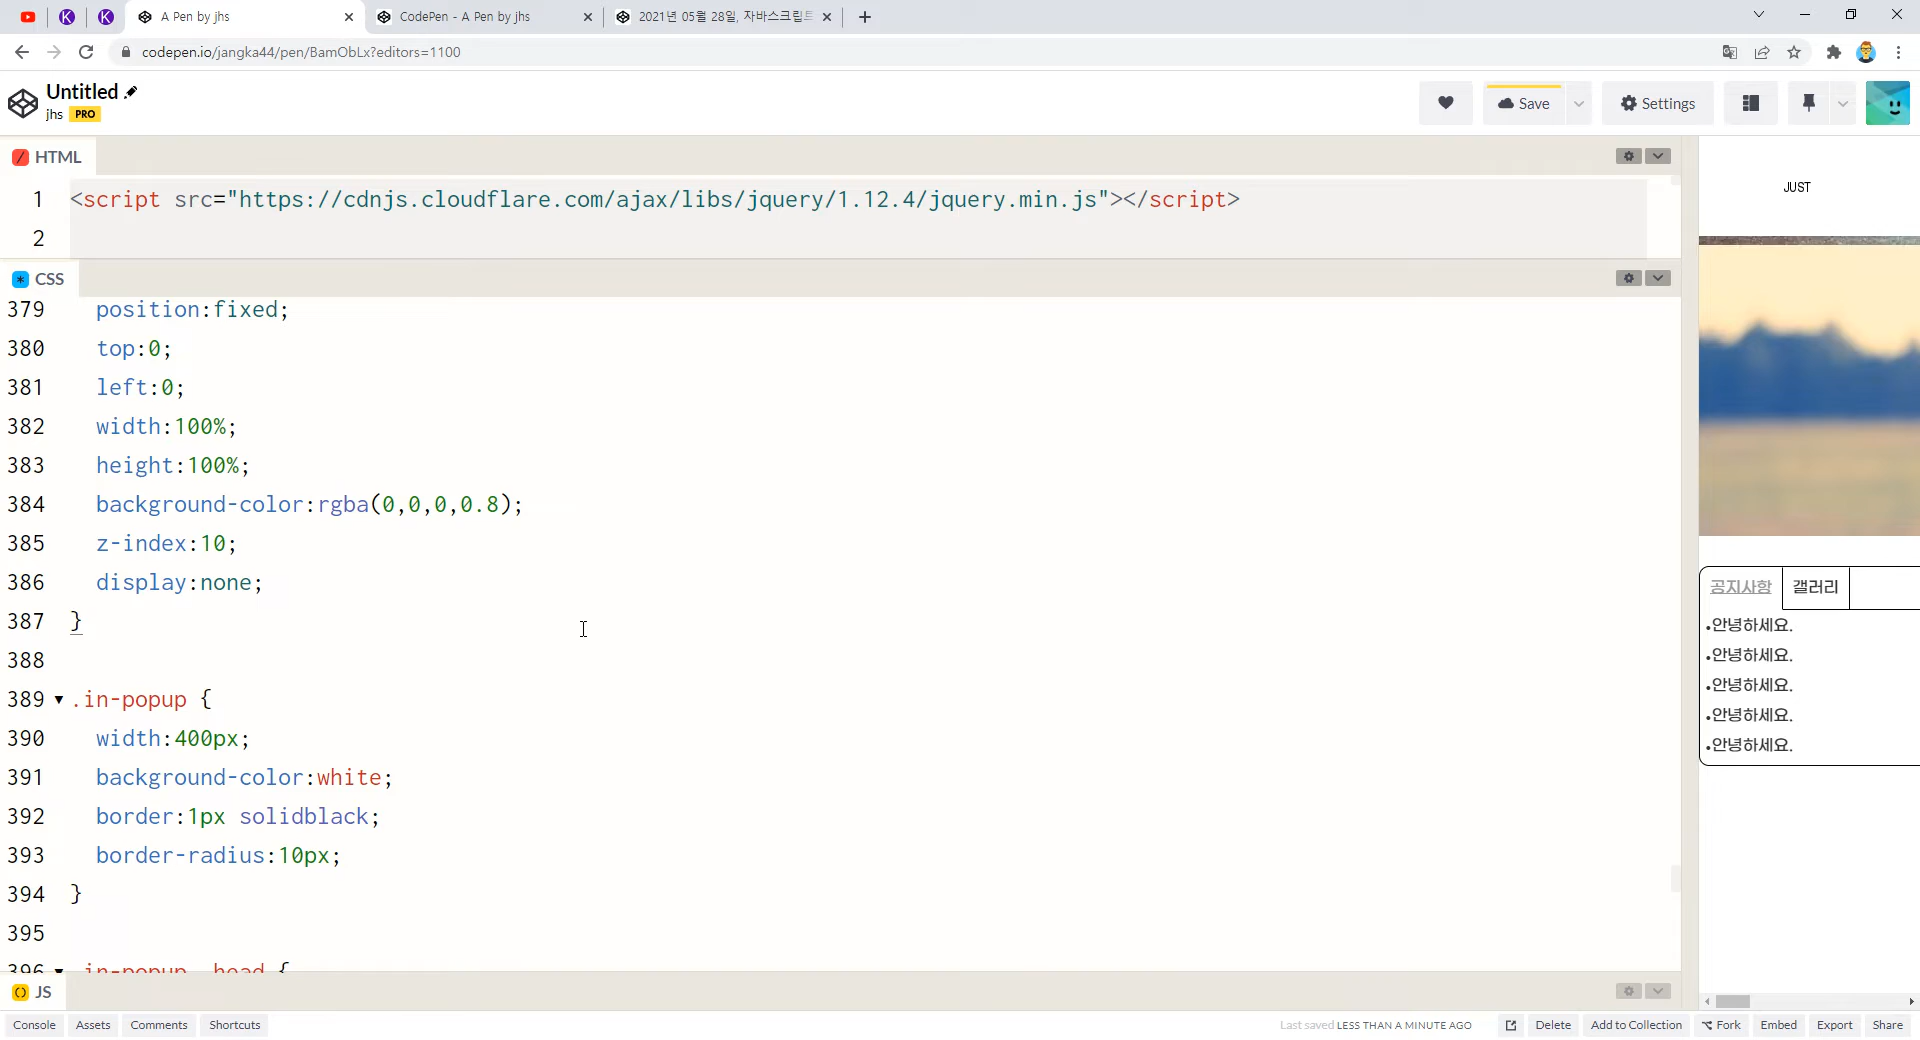 A Pen by jhs
CodePen - A Pen by jhs
2021년 05월 28일, 자바스크립트
codepen.io/jangka44/pen/BamObLx?editors=1100
Untitled
jhs PRO
Save
Settings
HTML
1 <script src="https://cdnjs.cloudflare.com/ajax/libs/jquery/1.12.4/jquery.min.js"></script>
2
CSS
379 position:fixed;
380 top:0;
381 left:0;
382 width:100%;
383 height:100%;
384 background-color:rgba(0,0,0,0.8);
385 z-index:10;
386 display:none;
387 }
388
389 .in-popup {
390 width:400px;
391 background-color:white;
392 border:1px solidblack;
393 border-radius:10px;
394 }
395
396 .in-popup .head {
JS
JUST
공지사항 갤러리
•안녕하세요.
•안녕하세요.
•안녕하세요.
•안녕하세요.
•안녕하세요.
Console Assets Comments Shortcuts
Last saved LESS THAN A MINUTE AGO
Delete Add to Collection Fork Embed Export Share